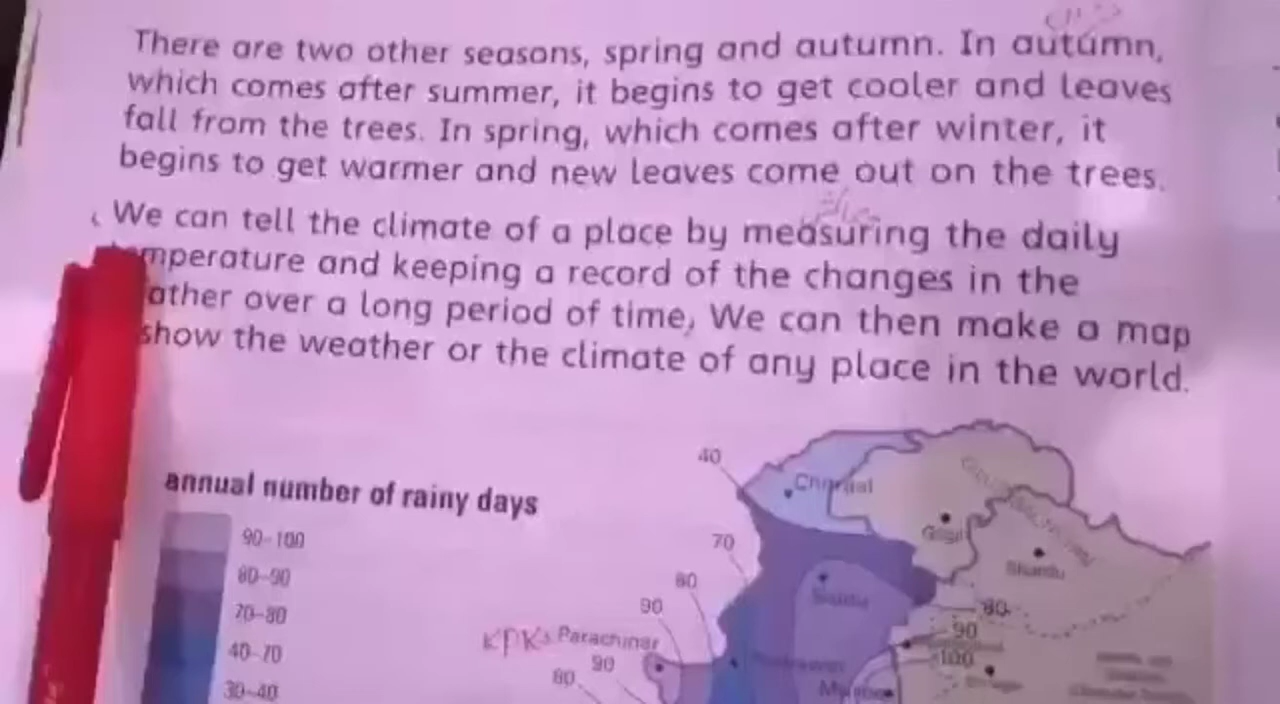 There are two other seasons, spring and autumn. In autumn,
which comes after summer, it begins to get cooler and leaves
fall from the trees. In spring, which comes after winter, it
begins to get warmer and new leaves come out on the trees.
We can tell the climate of a place by measuring the daily
mperature and keeping a record of the changes in the
ather over a long period of time, We can then make a map
show the weather or the climate of any place in the world.
annual number of rainy days
90-100
80-90
70-80
40-70
30-40
40
Chitraal
70
80
90
KPK
Parachinar
90
80
Gilgit
Skardu
80
90
100